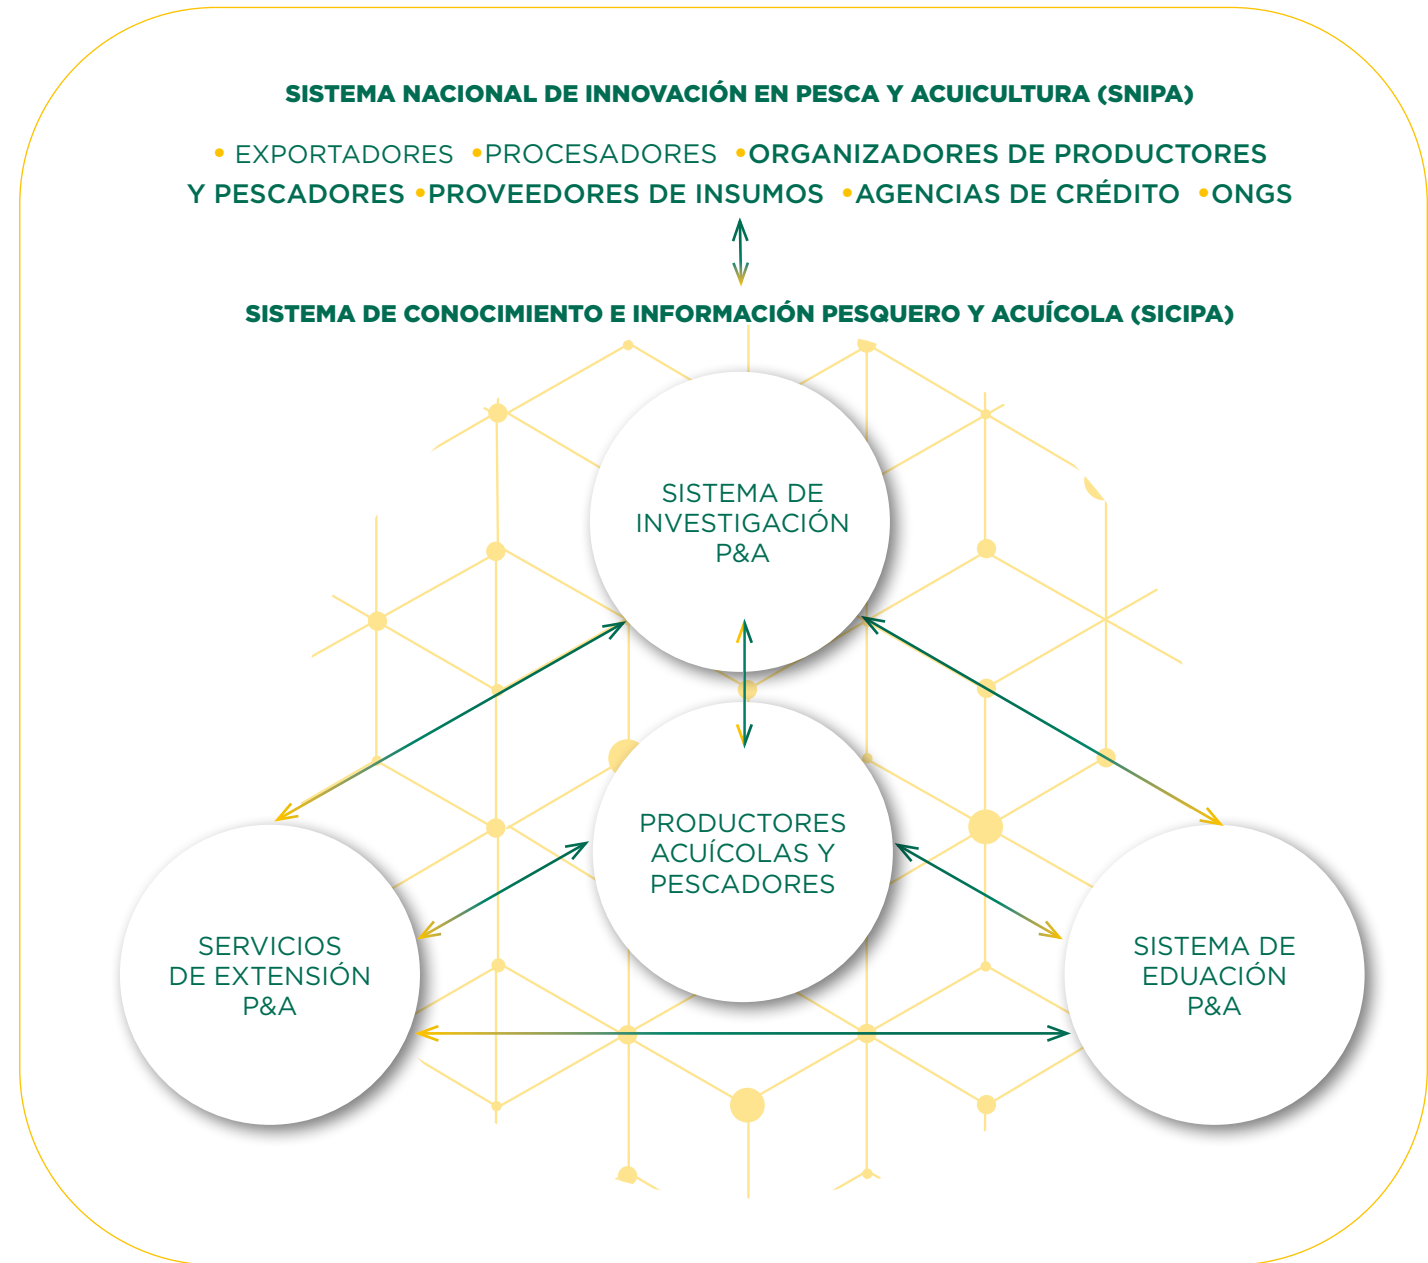 SISTEMA NACIONAL DE INNOVACIÓN EN PESCA Y ACUICULTURA (SNIPA)
• EXPORTADORES •PROCESADORES •ORGANIZADORES DE PRODUCTORES
Y PESCADORES •PROVEEDORES DE INSUMOS •AGENCIAS DE CRÉDITO •ONGS
SISTEMA DE CONOCIMIENTO E INFORMACIÓN PESQUERO Y ACUÍCOLA (SICIPA)
SISTEMA DE
INVESTIGACIÓN
P&A
PRODUCTORES
ACUÍCOLAS Y
PESCADORES
SERVICIOS
DE EXTENSIÓN
P&A
SISTEMA DE
EDUACIÓN
P&A